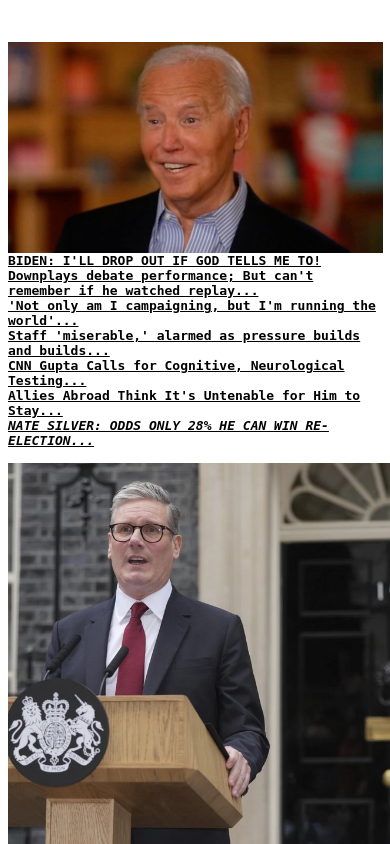 BIDEN: I'LL DROP OUT IF GOD TELLS ME TO!
Downplays debate performance; But can't
remember if he watched replay...
'Not only am I campaigning, but I'm running the
world'...
Staff 'miserable,' alarmed as pressure builds
and builds...
CNN Gupta Calls for Cognitive, Neurological
Testing...
Allies Abroad Think It's Untenable for Him to
Stay...
NATE SILVER: ODDS ONLY 28% HE CAN WIN RE-
ELECTION...